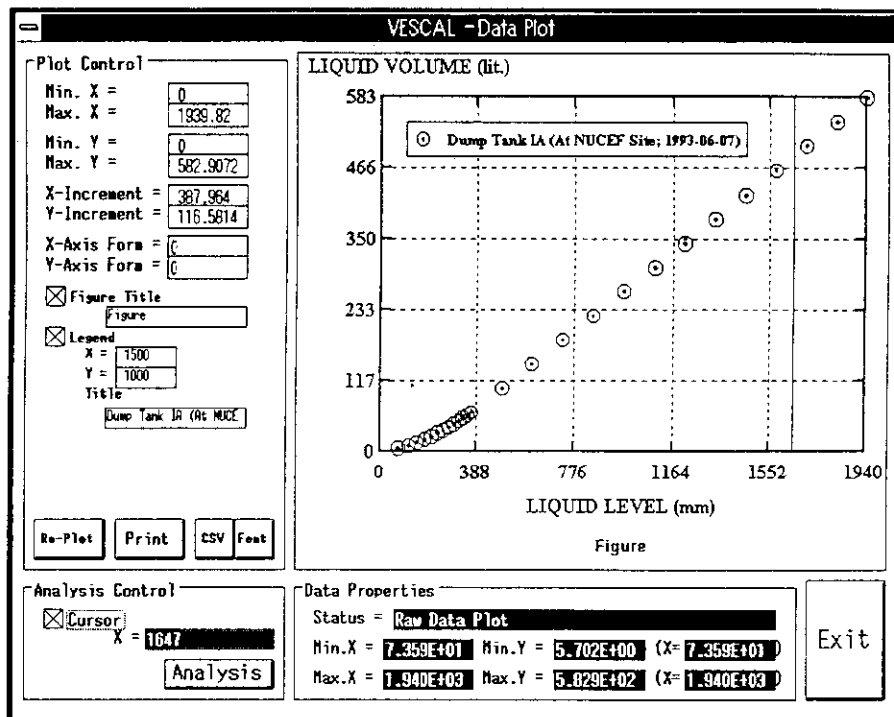 VESCAL -Data Plot
Plot Control
Min. X = 0
Max. X = 1939.82
Min. Y = 0
Max. Y = 582.9072
X-Increment = 387.964
Y-Increment = 116.5814
X-Axis Form = 0
Y-Axis Form = 0
Figure Title
Figure
Legend
X = 1500
Y = 1000
Title
Dump Tank IA (At NUCE
Re-Plot Print CSV Font
LIQUID VOLUME (lit.)
583
466
350
233
117
0
Dump Tank IA (At NUCEF Site; 1993-06-07)
0 388 776 1164 1552 1940
LIQUID LEVEL (mm)
Figure
Analysis Control
Cursor
X = 1647
Analysis
Data Properties
Status = Raw Data Plot
Min.X = 7.359E+01 Min.Y = 5.702E+00 (X= 7.359E+01 )
Max.X = 1.940E+03 Max.Y = 5.829E+02 (X= 1.940E+03 )
Exit